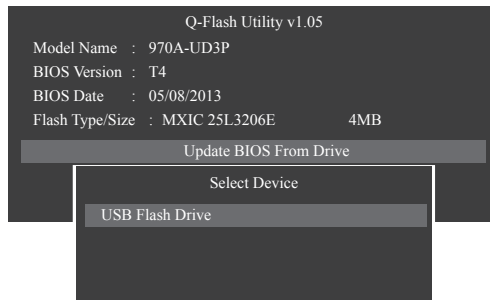 Q-Flash Utility v1.05
Model Name : 970A-UD3P
BIOS Version : T4
BIOS Date : 05/08/2013
Flash Type/Size : MXIC 25L3206E 4MB
Update BIOS From Drive
Select Device
USB Flash Drive